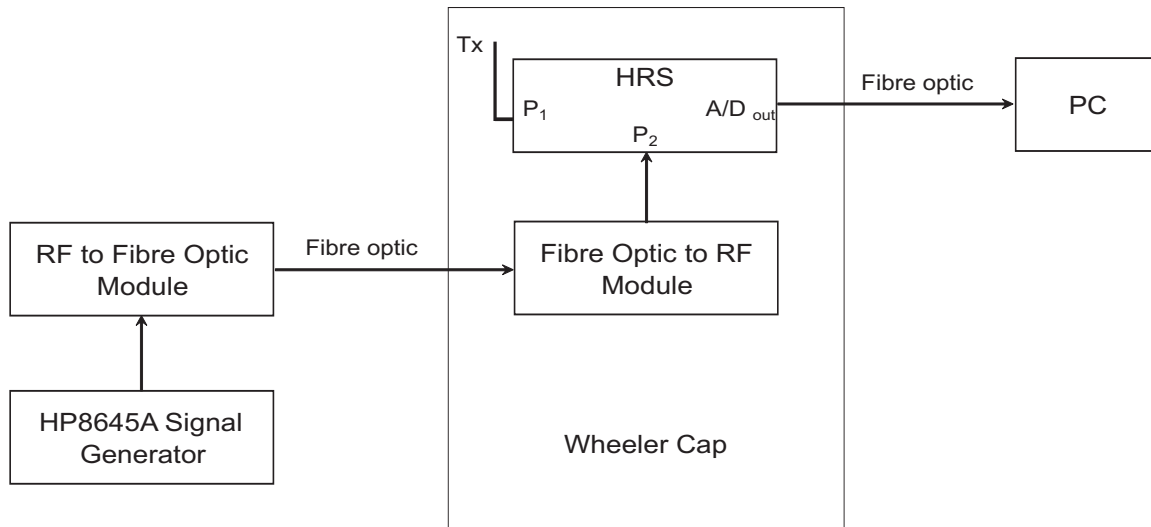 Tx
HRS
P1
A/D out
P2
Fibre optic
PC
RF to Fibre Optic
Module
Fibre optic
Fibre Optic to RF
Module
HP8645A Signal
Generator
Wheeler Cap